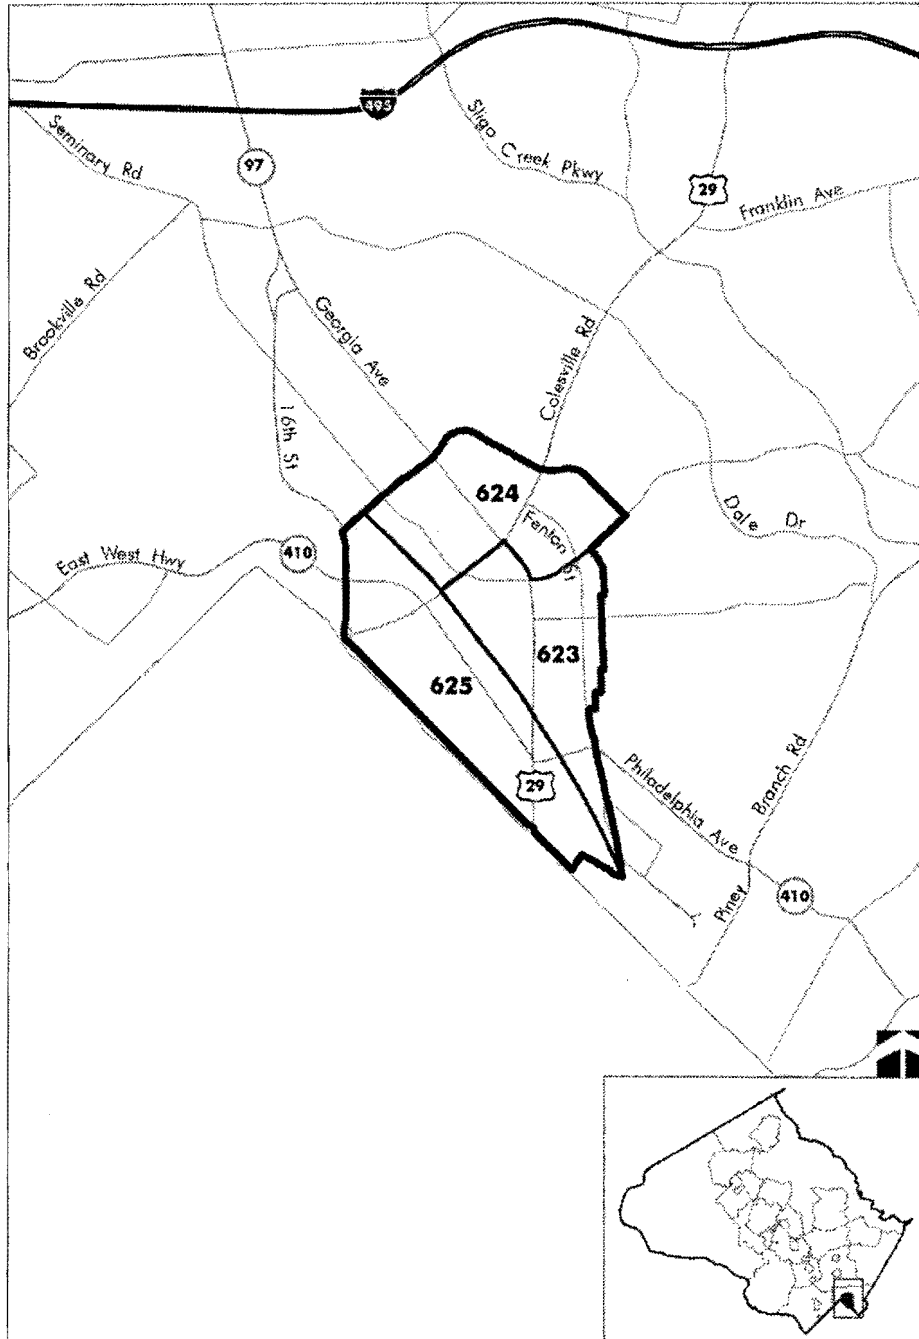 495
Seminary Rd
97
Sligo Creek Pkwy
29
Franklin Ave
Brookville Rd
Georgia Ave
Colesville Rd
16th St
624
Fenton St
Dale Dr
410
East West Hwy
623
625
29
Philadelphia Ave
Branch Rd
Piney
410